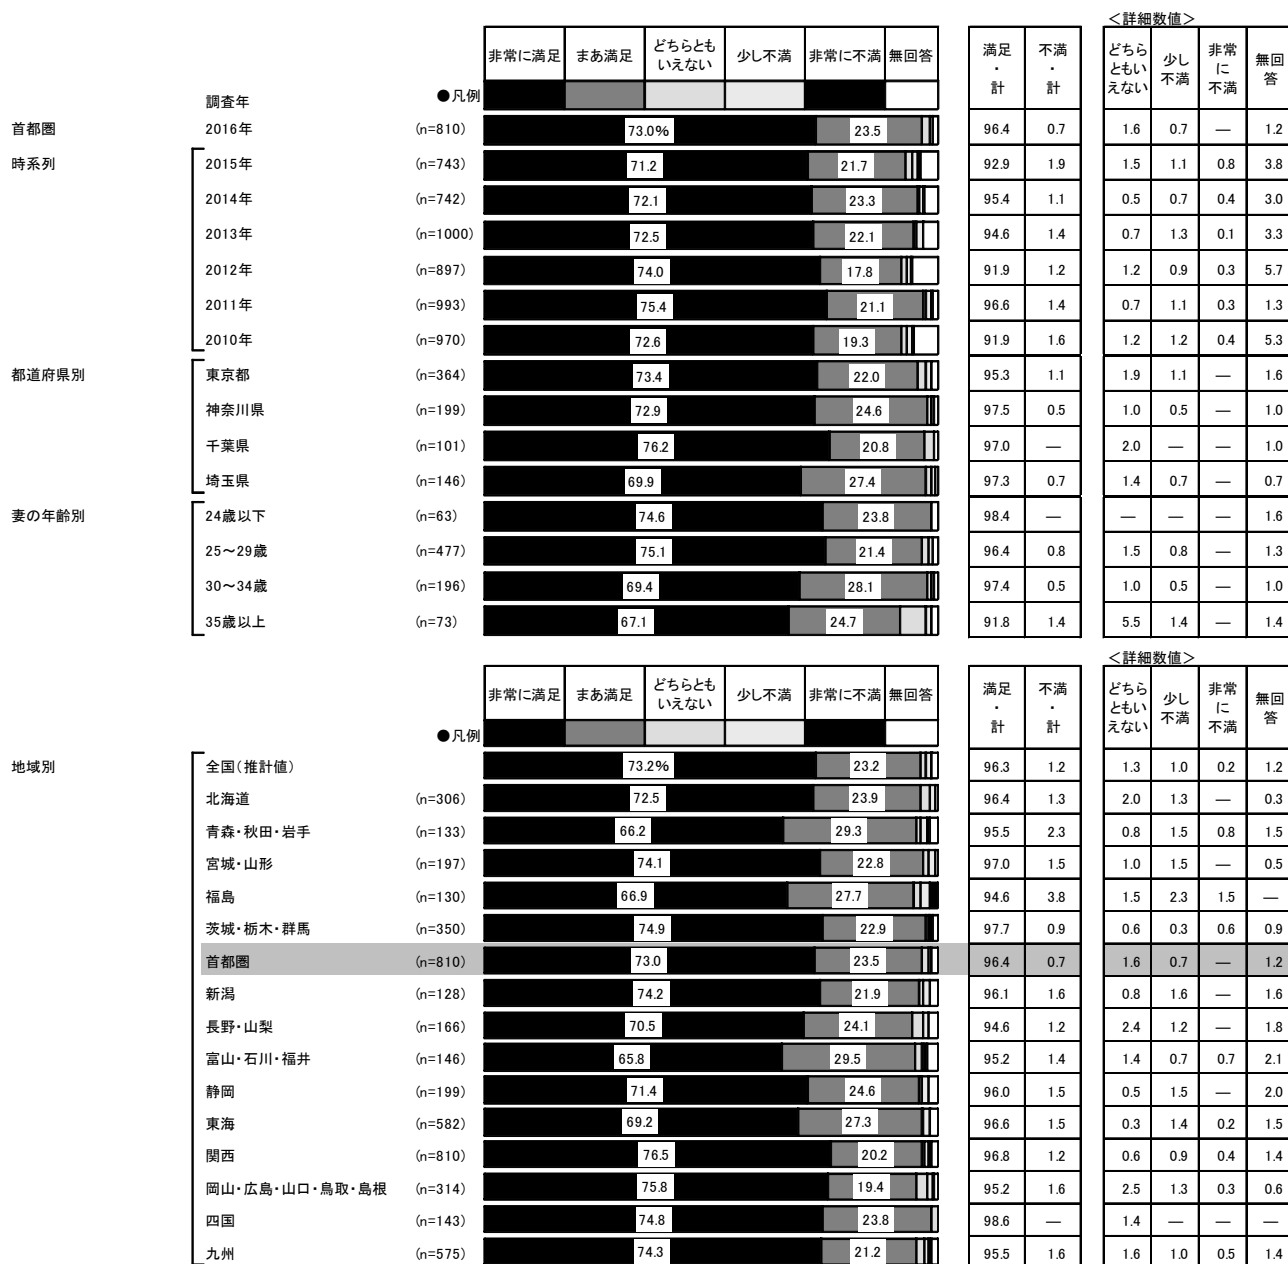 ＜詳細数値＞
非常に満足 まあ満足 どちらともいえない 少し不満 非常に不満 無回答 満足・計 不満・計 どちらともいえない 少し不満 非常に不満 無回答
調査年 ●凡例
首都圏 2016年 (n=810) 73.0% 23.5 96.4 0.7 1.6 0.7 — 1.2
時系列 2015年 (n=743) 71.2 21.7 92.9 1.9 1.5 1.1 0.8 3.8
2014年 (n=742) 72.1 23.3 95.4 1.1 0.5 0.7 0.4 3.0
2013年 (n=1000) 72.5 22.1 94.6 1.4 0.7 1.3 0.1 3.3
2012年 (n=897) 74.0 17.8 91.9 1.2 1.2 0.9 0.3 5.7
2011年 (n=993) 75.4 21.1 96.6 1.4 0.7 1.1 0.3 1.3
2010年 (n=970) 72.6 19.3 91.9 1.6 1.2 1.2 0.4 5.3
都道府県別 東京都 (n=364) 73.4 22.0 95.3 1.1 1.9 1.1 — 1.6
神奈川県 (n=199) 72.9 24.6 97.5 0.5 1.0 0.5 — 1.0
千葉県 (n=101) 76.2 20.8 97.0 — 2.0 — — 1.0
埼玉県 (n=146) 69.9 27.4 97.3 0.7 1.4 0.7 — 0.7
妻の年齢別 24歳以下 (n=63) 74.6 23.8 98.4 — — — — 1.6
25～29歳 (n=477) 75.1 21.4 96.4 0.8 1.5 0.8 — 1.3
30～34歳 (n=196) 69.4 28.1 97.4 0.5 1.0 0.5 — 1.0
35歳以上 (n=73) 67.1 24.7 91.8 1.4 5.5 1.4 — 1.4
＜詳細数値＞
非常に満足 まあ満足 どちらともいえない 少し不満 非常に不満 無回答 満足・計 不満・計 どちらともいえない 少し不満 非常に不満 無回答
●凡例
地域別 全国（推計値） 73.2% 23.2 96.3 1.2 1.3 1.0 0.2 1.2
北海道 (n=306) 72.5 23.9 96.4 1.3 2.0 1.3 — 0.3
青森・秋田・岩手 (n=133) 66.2 29.3 95.5 2.3 0.8 1.5 0.8 1.5
宮城・山形 (n=197) 74.1 22.8 97.0 1.5 1.0 1.5 — 0.5
福島 (n=130) 66.9 27.7 94.6 3.8 1.5 2.3 1.5 —
茨城・栃木・群馬 (n=350) 74.9 22.9 97.7 0.9 0.6 0.3 0.6 0.9
首都圏 (n=810) 73.0 23.5 96.4 0.7 1.6 0.7 — 1.2
新潟 (n=128) 74.2 21.9 96.1 1.6 0.8 1.6 — 1.6
長野・山梨 (n=166) 70.5 24.1 94.6 1.2 2.4 1.2 — 1.8
富山・石川・福井 (n=146) 65.8 29.5 95.2 1.4 1.4 0.7 0.7 2.1
静岡 (n=199) 71.4 24.6 96.0 1.5 0.5 1.5 — 2.0
東海 (n=582) 69.2 27.3 96.6 1.5 0.3 1.4 0.2 1.5
関西 (n=810) 76.5 20.2 96.8 1.2 0.6 0.9 0.4 1.4
岡山・広島・山口・鳥取・島根 (n=314) 75.8 19.4 95.2 1.6 2.5 1.3 0.3 0.6
四国 (n=143) 74.8 23.8 98.6 — 1.4 — — —
九州 (n=575) 74.3 21.2 95.5 1.6 1.6 1.0 0.5 1.4